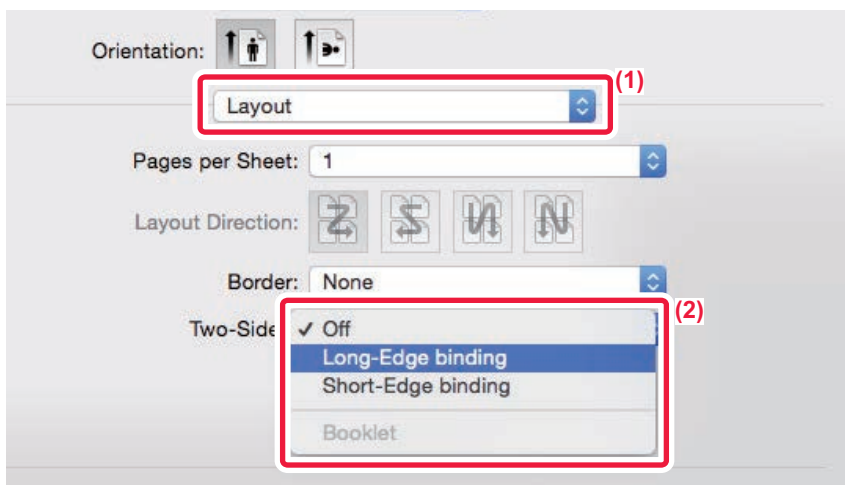 Orientation:
(1)
Layout
Pages per Sheet: 1
Layout Direction:
Border: None
(2)
Two-Side ✓ Off
Long-Edge binding
Short-Edge binding
Booklet